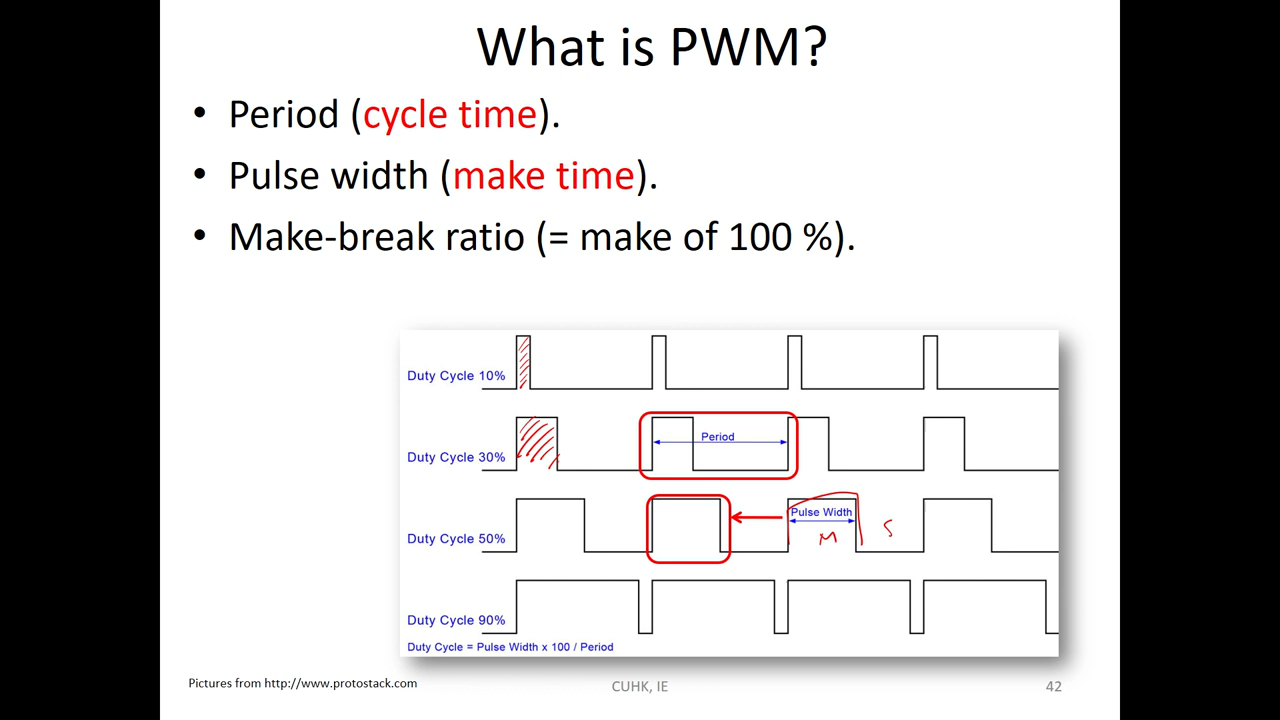 What is PWM?
• Period (cycle time).
• Pulse width (make time).
• Make-break ratio (= make of 100 %).
Duty Cycle 10%
Duty Cycle 30%
Period
Duty Cycle 50%
Pulse Width
M S
Duty Cycle 90%
Duty Cycle = Pulse Width x 100 / Period
Pictures from http://www.protostack.com
CUHK, IE
42